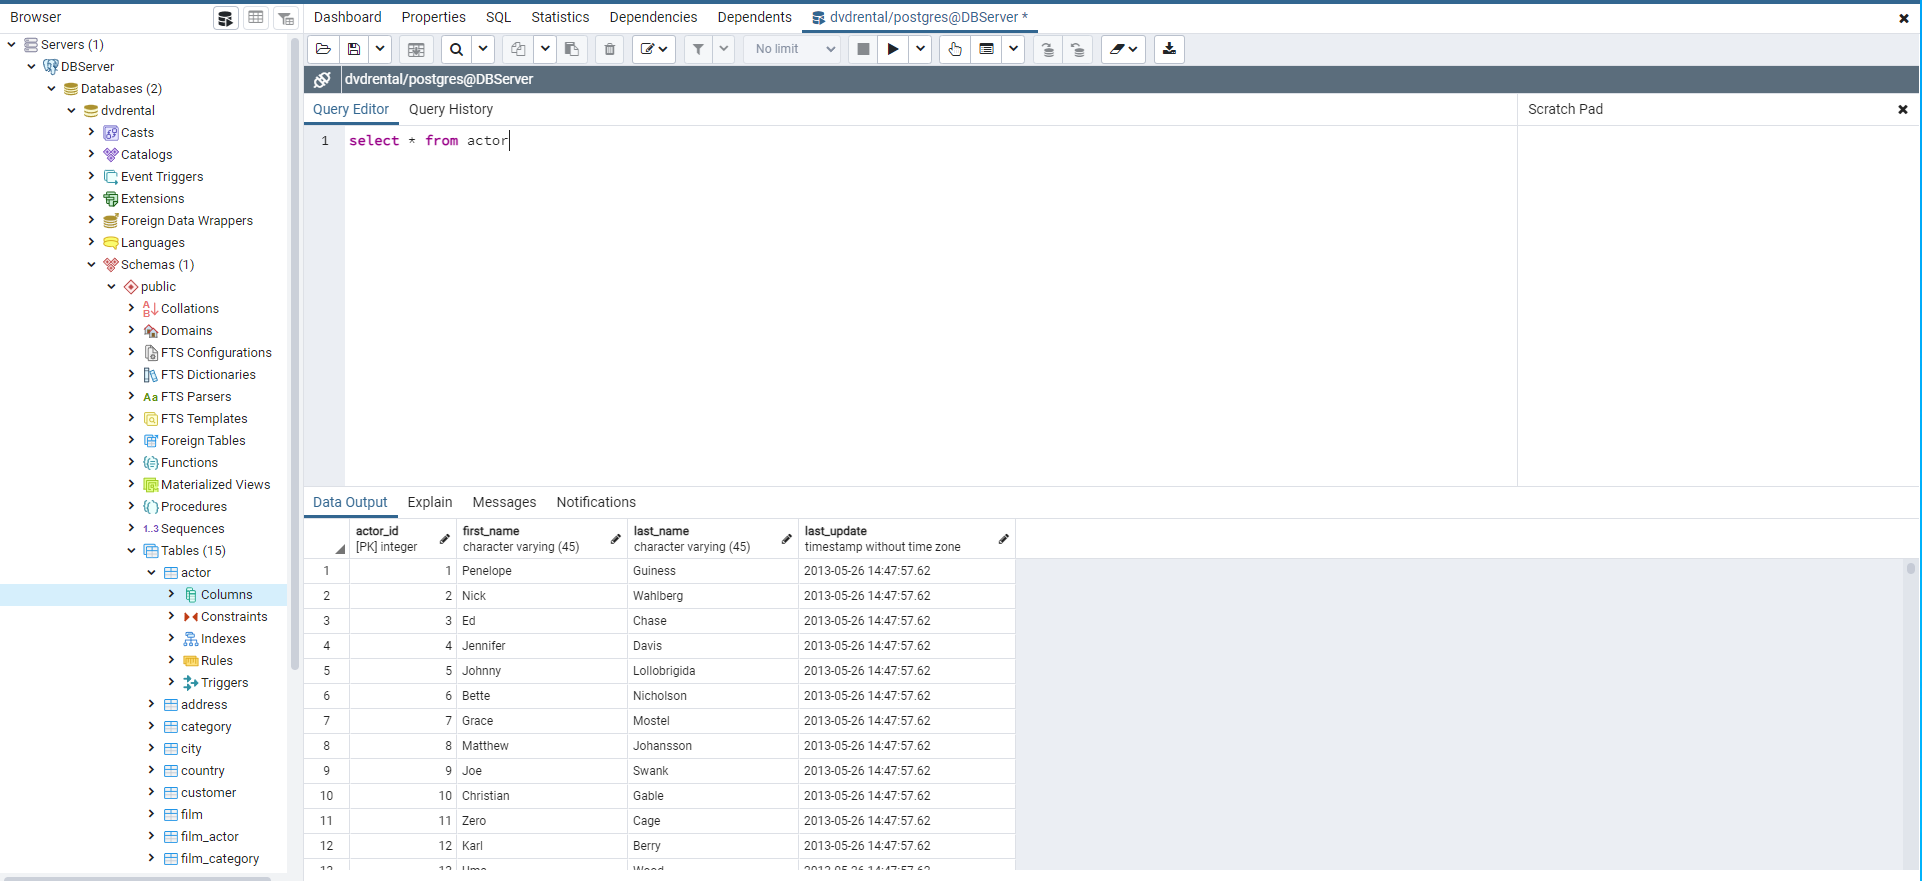 Browser
Servers (1)
DBServer
Databases (2)
dvdrental
Casts
Catalogs
Event Triggers
Extensions
Foreign Data Wrappers
Languages
Schemas (1)
public
Collations
Domains
FTS Configurations
FTS Dictionaries
Aa FTS Parsers
FTS Templates
Foreign Tables
Functions
Materialized Views
Procedures
1..3 Sequences
Tables (15)
actor
Columns
Constraints
Indexes
Rules
Triggers
address
category
city
country
customer
film
film_actor
film_category
Dashboard Properties SQL Statistics Dependencies Dependents dvdrental/postgres@DBServer *
No limit
dvdrental/postgres@DBServer
Query Editor Query History
Scratch Pad
1 select * from actor
Data Output Explain Messages Notifications
actor_id first_name last_name last_update
[PK] integer character varying (45) character varying (45) timestamp without time zone
1 1 Penelope Guiness 2013-05-26 14:47:57.62
2 2 Nick Wahlberg 2013-05-26 14:47:57.62
3 3 Ed Chase 2013-05-26 14:47:57.62
4 4 Jennifer Davis 2013-05-26 14:47:57.62
5 5 Johnny Lollobrigida 2013-05-26 14:47:57.62
6 6 Bette Nicholson 2013-05-26 14:47:57.62
7 7 Grace Mostel 2013-05-26 14:47:57.62
8 8 Matthew Johansson 2013-05-26 14:47:57.62
9 9 Joe Swank 2013-05-26 14:47:57.62
10 10 Christian Gable 2013-05-26 14:47:57.62
11 11 Zero Cage 2013-05-26 14:47:57.62
12 12 Karl Berry 2013-05-26 14:47:57.62